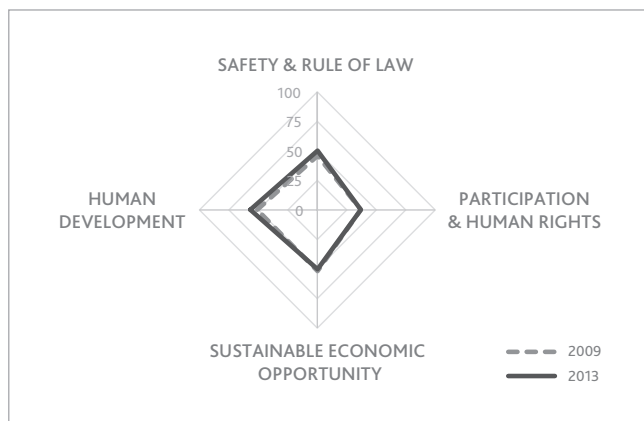 SAFETY & RULE OF LAW
100
75
50
25
0
HUMAN
DEVELOPMENT
PARTICIPATION
& HUMAN RIGHTS
SUSTAINABLE ECONOMIC
OPPORTUNITY
2009
2013